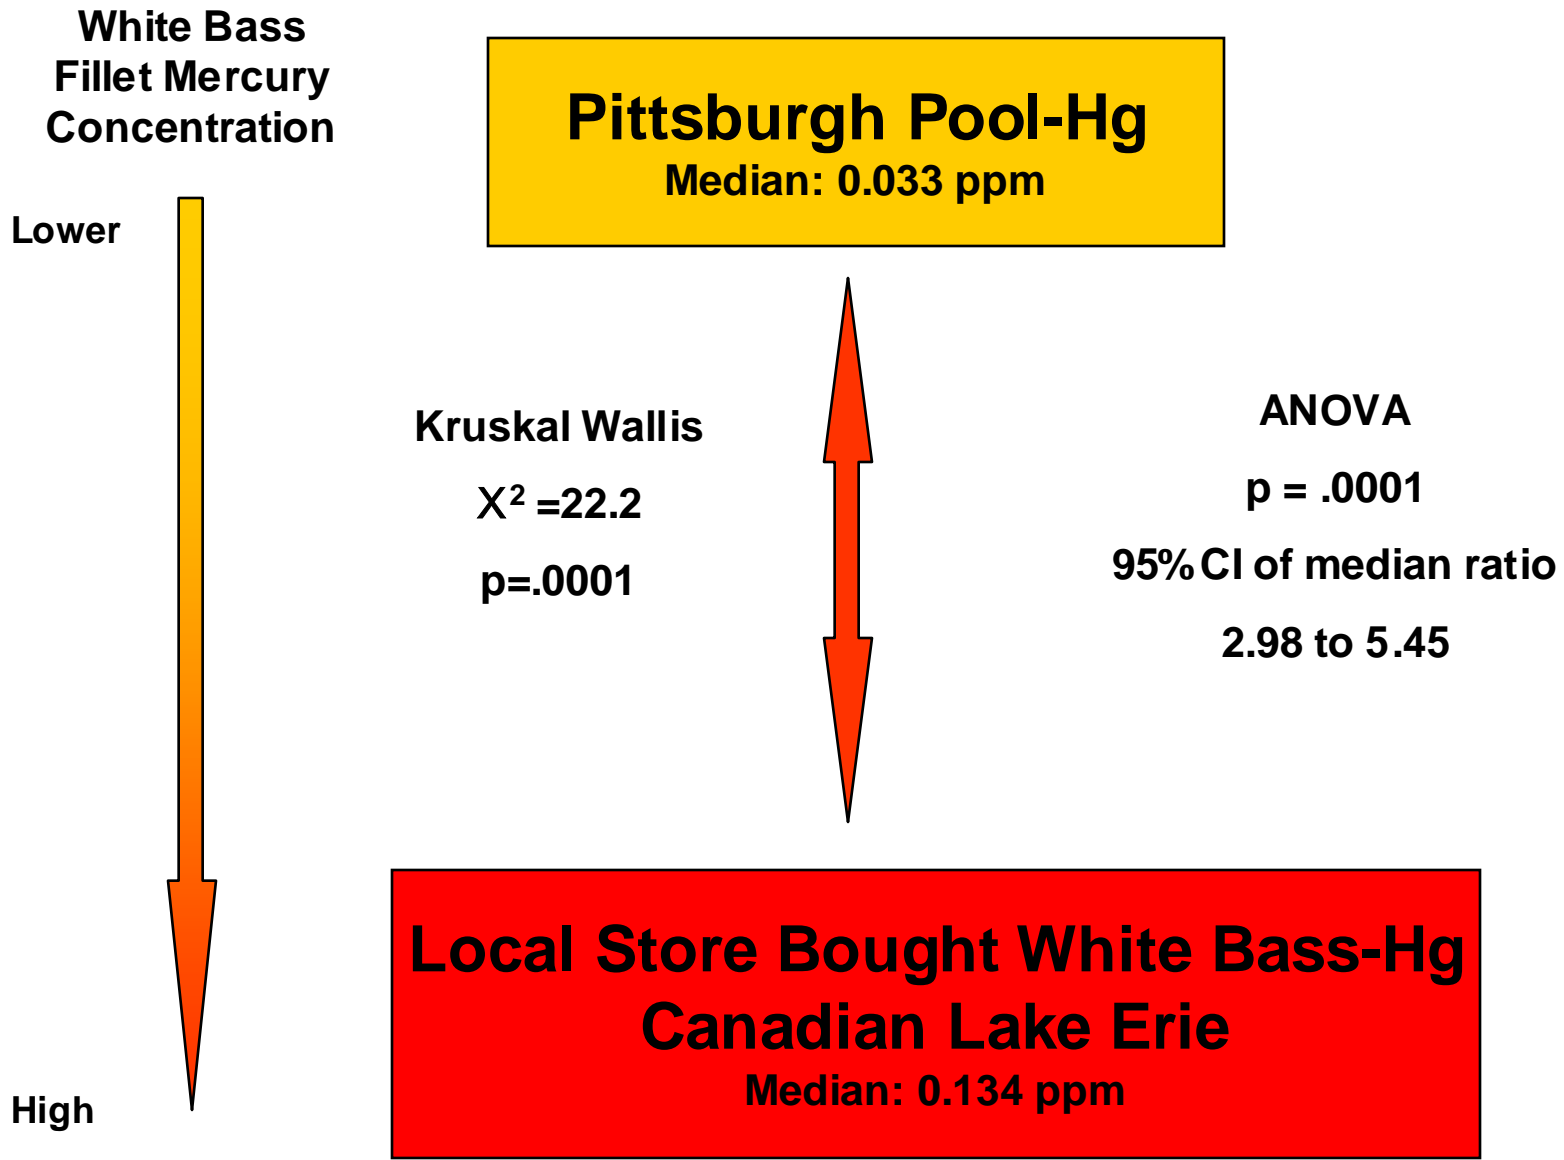 White Bass
Fillet Mercury
Concentration
Lower
High
Pittsburgh Pool-Hg
Median: 0.033 ppm
Kruskal Wallis
X² =22.2
p=.0001
ANOVA
p = .0001
95% CI of median ratio
2.98 to 5.45
Local Store Bought White Bass-Hg
Canadian Lake Erie
Median: 0.134 ppm